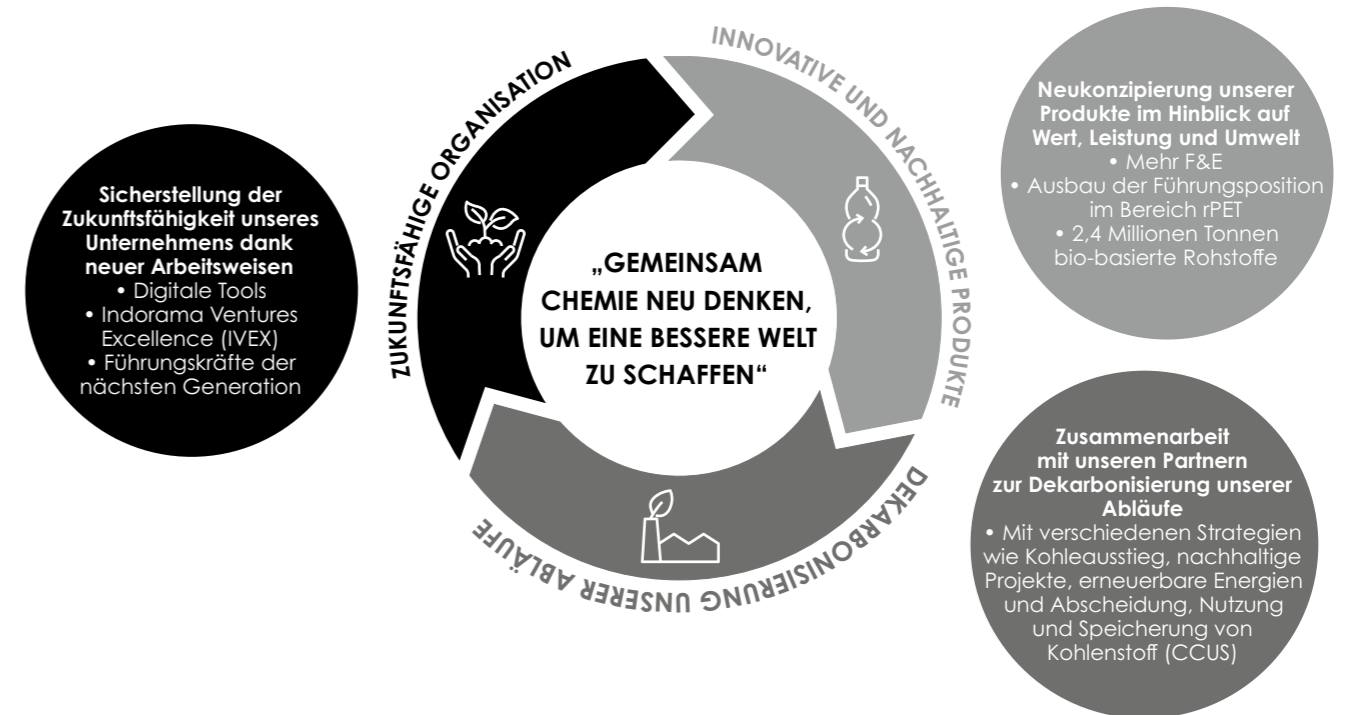 ZUKUNFTSFÄHIGE ORGANISATION
INNOVATIVE UND NACHHALTIGE PRODUKTE
DEKARBONISIERUNG UNSERER ABLÄUFE
„GEMEINSAM
CHEMIE NEU DENKEN,
UM EINE BESSERE WELT
ZU SCHAFFEN“
Sicherstellung der
Zukunftsfähigkeit unseres
Unternehmens dank
neuer Arbeitsweisen
• Digitale Tools
• Indorama Ventures
Excellence (IVEX)
• Führungskräfte der
nächsten Generation
Neukonzipierung unserer
Produkte im Hinblick auf
Wert, Leistung und Umwelt
• Mehr F&E
• Ausbau der Führungsposition
im Bereich rPET
• 2,4 Millionen Tonnen
bio-basierte Rohstoffe
Zusammenarbeit
mit unseren Partnern
zur Dekarbonisierung unserer
Abläufe
• Mit verschiedenen Strategien
wie Kohleausstieg, nachhaltige
Projekte, erneuerbare Energien
und Abscheidung, Nutzung
und Speicherung von
Kohlenstoff (CCUS)